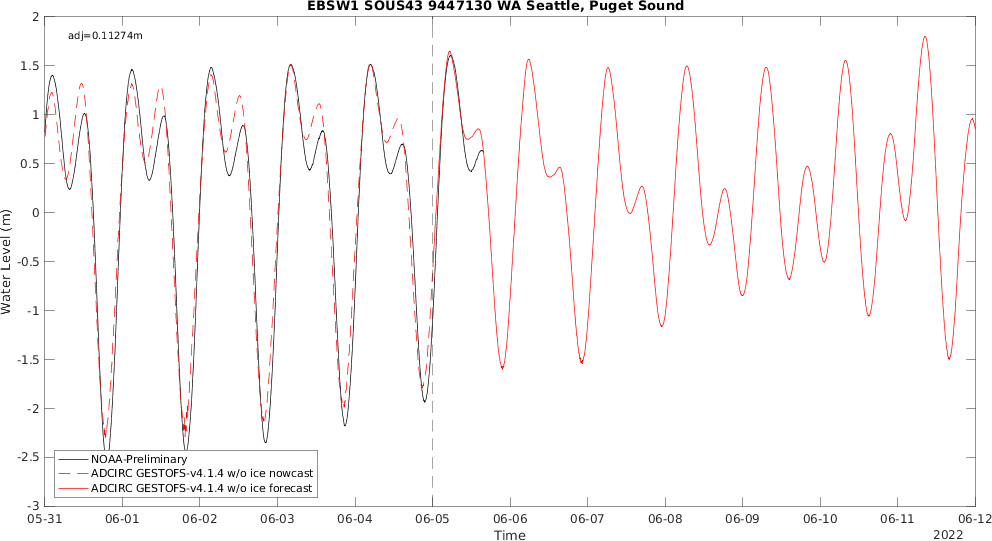 EBSW1 SOUS43 9447130 WA Seattle, Puget Sound
adj=0.11274m
2
1.5
1
0.5
0
-0.5
-1
-1.5
-2
-2.5
-3
Water Level (m)
NOAA-Preliminary
ADCIRC GESTOFS-v4.1.4 w/o ice nowcast
ADCIRC GESTOFS-v4.1.4 w/o ice forecast
05-31 06-01 06-02 06-03 06-04 06-05 06-06 06-07 06-08 06-09 06-10 06-11 06-12
Time
2022